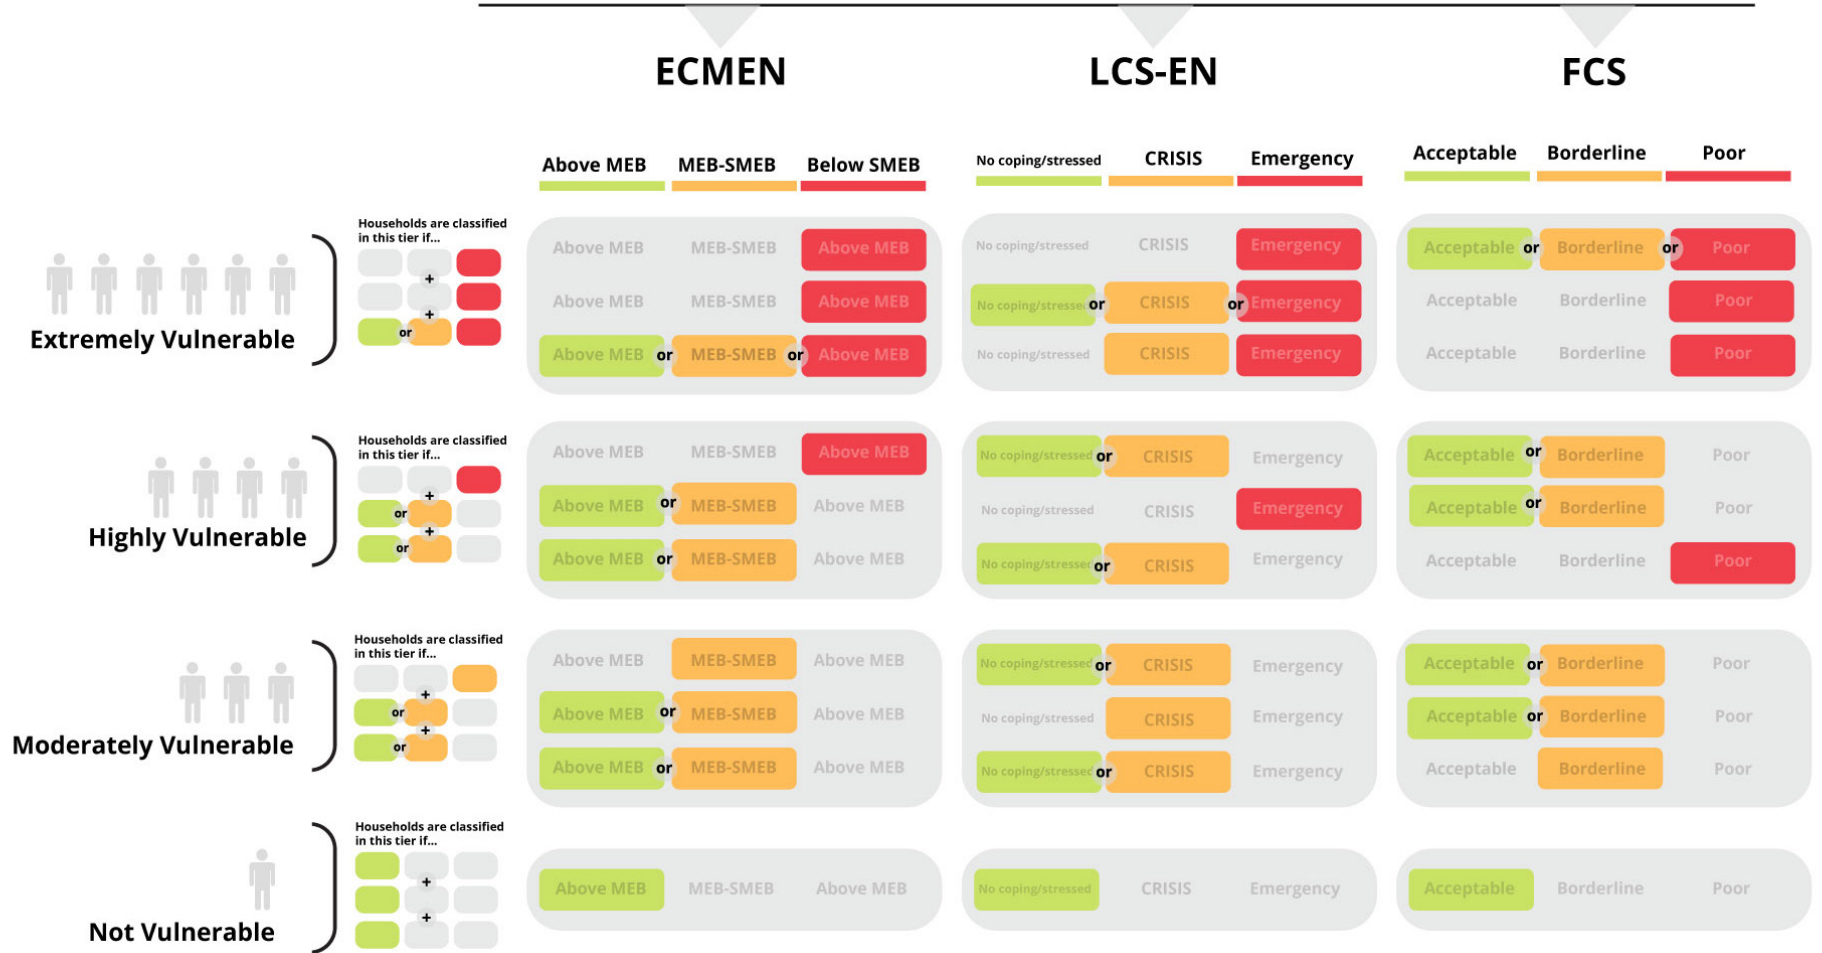 ECMEN LCS-EN FCS
Above MEB MEB-SMEB Below SMEB No coping/stressed CRISIS Emergency Acceptable Borderline Poor
Households are classified
in this tier if...
+
+
or
Extremely Vulnerable
Above MEB MEB-SMEB Above MEB No coping/stressed CRISIS Emergency Acceptable or Borderline or Poor
Above MEB MEB-SMEB Above MEB No coping/stressed or CRISIS or Emergency Acceptable Borderline Poor
Above MEB or MEB-SMEB or Above MEB No coping/stressed CRISIS Emergency Acceptable Borderline Poor
Households are classified
in this tier if...
+
or
+
or
Highly Vulnerable
Above MEB MEB-SMEB Above MEB No coping/stressed or CRISIS Emergency Acceptable or Borderline Poor
Above MEB or MEB-SMEB Above MEB No coping/stressed CRISIS Emergency Acceptable or Borderline Poor
Above MEB or MEB-SMEB Above MEB No coping/stressed or CRISIS Emergency Acceptable Borderline Poor
Households are classified
in this tier if...
+
or
+
or
Moderately Vulnerable
Above MEB MEB-SMEB Above MEB No coping/stressed or CRISIS Emergency Acceptable or Borderline Poor
Above MEB or MEB-SMEB Above MEB No coping/stressed CRISIS Emergency Acceptable or Borderline Poor
Above MEB or MEB-SMEB Above MEB No coping/stressed or CRISIS Emergency Acceptable Borderline Poor
Households are classified
in this tier if...
+
+
Not Vulnerable
Above MEB MEB-SMEB Above MEB No coping/stressed CRISIS Emergency Acceptable Borderline Poor